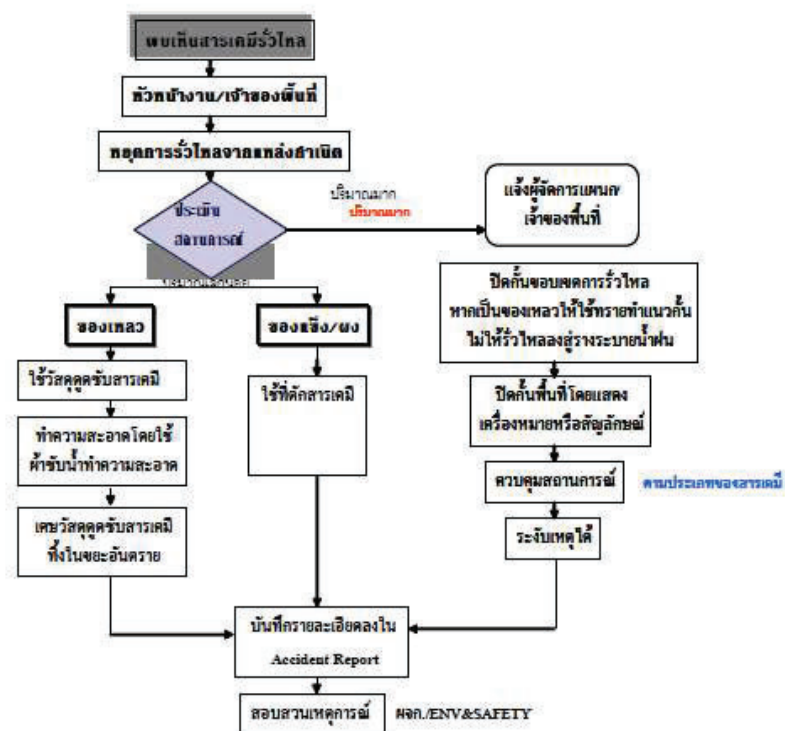 พบเห็นสารเคมีรั่วไหล
หัวหน้างาน/เจ้าของพื้นที่
หยุดการรั่วไหลจากแหล่งกำเนิด
ประเมิน
สถานการณ์
ปริมาณมาก
ปริมาณมาก
แจ้งผู้จัดการแผนก/
เจ้าของพื้นที่
ปริมาณเล็กน้อย
ของเหลว
ของแข็ง/ผง
ใช้วัสดุดูดซับสารเคมี
ทำความสะอาดโดยใช้
ผ้าซับน้ำทำความสะอาด
เศษวัสดุดูดซับสารเคมี
ทิ้งในขยะอันตราย
ใช้ที่ตักสารเคมี
ปิดกั้นขอบเขตการรั่วไหล
หากเป็นของเหลวให้ใช้ทรายทำแนวกั้น
ไม่ให้รั่วไหลลงสู่รางระบายน้ำฝน
ปิดกั้นพื้นที่โดยแสดง
เครื่องหมายหรือสัญลักษณ์
ควบคุมสถานการณ์
ตามประเภทของสารเคมี
ระงับเหตุได้
บันทึกรายละเอียดลงใน
Accident Report
สอบสวนเหตุการณ์
ผจก./ENV&SAFETY